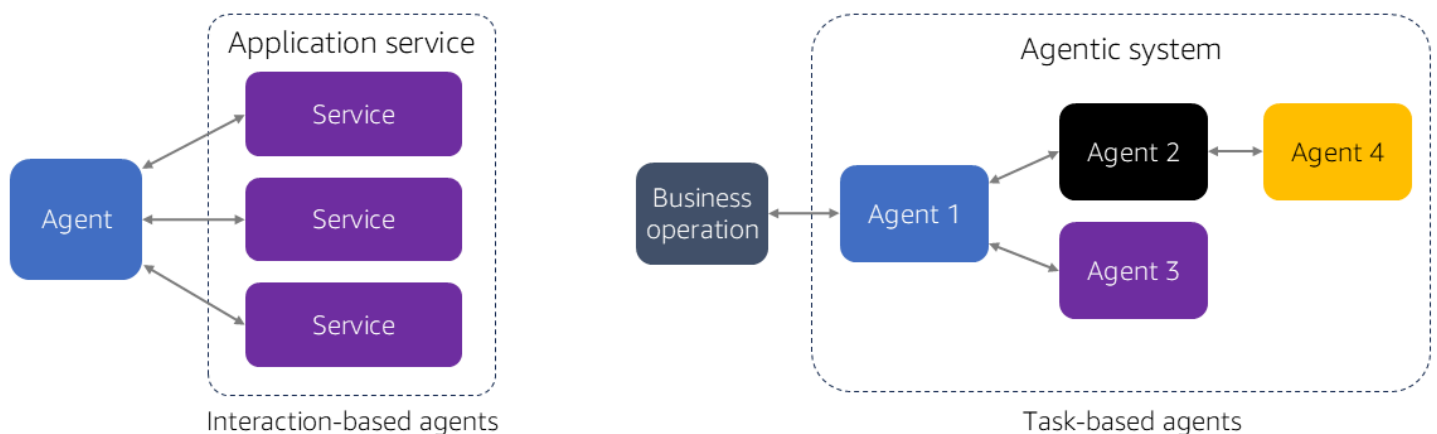 Application service
Service
Agent
Service
Service
Interaction-based agents
Agentic system
Agent 2
Agent 4
Business
operation
Agent 1
Agent 3
Task-based agents